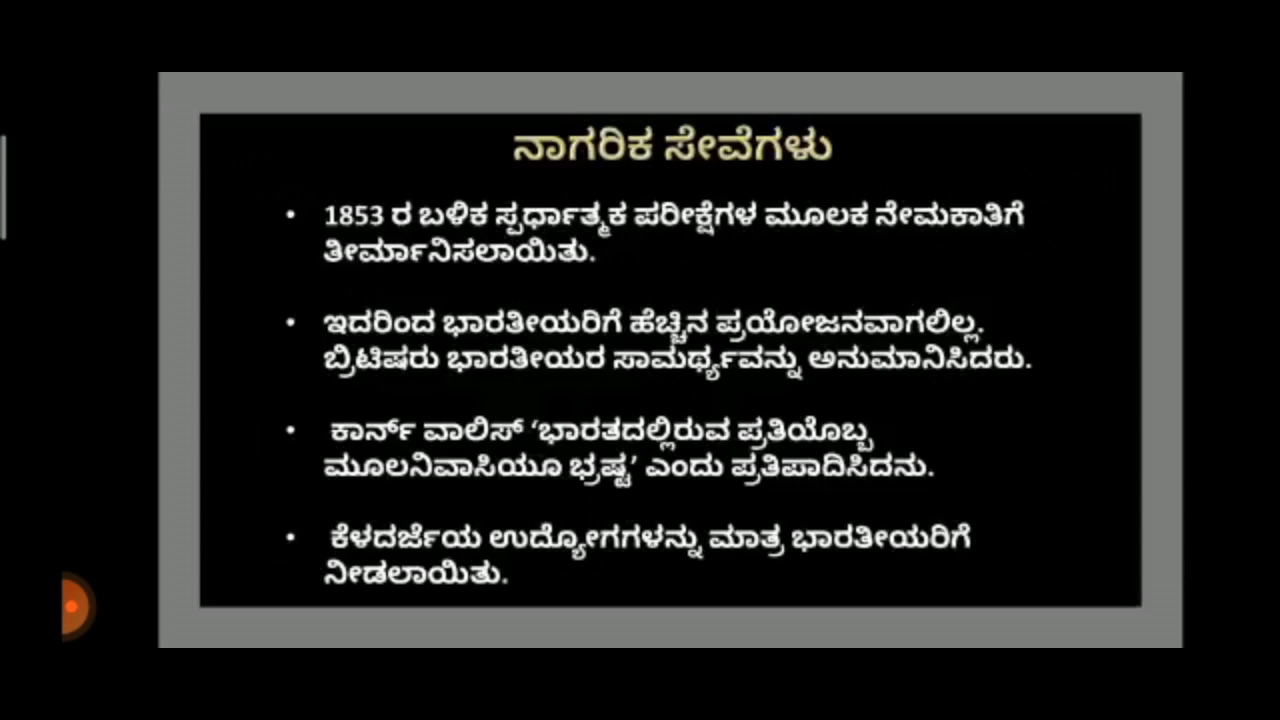 ನಾಗರಿಕ ಸೇವೆಗಳು
• 1853 ರ ಬಳಿಕ ಸ್ಪರ್ಧಾತ್ಮಕ ಪರೀಕ್ಷೆಗಳ ಮೂಲಕ ನೇಮಕಾತಿಗೆ
ತೀರ್ಮಾನಿಸಲಾಯಿತು.
• ಇದರಿಂದ ಭಾರತೀಯರಿಗೆ ಹೆಚ್ಚಿನ ಪ್ರಯೋಜನವಾಗಲಿಲ್ಲ.
ಬ್ರಿಟಿಷರು ಭಾರತೀಯರ ಸಾಮರ್ಥ್ಯವನ್ನು ಅನುಮಾನಿಸಿದರು.
• ಕಾರ್ನ್ ವಾಲಿಸ್ ‘ಭಾರತದಲ್ಲಿರುವ ಪ್ರತಿಯೊಬ್ಬ
ಮೂಲನಿವಾಸಿಯೂ ಭ್ರಷ್ಟ’ ಎಂದು ಪ್ರತಿಪಾದಿಸಿದನು.
• ಕೆಳದರ್ಜೆಯ ಉದ್ಯೋಗಗಳನ್ನು ಮಾತ್ರ ಭಾರತೀಯರಿಗೆ
ನೀಡಲಾಯಿತು.